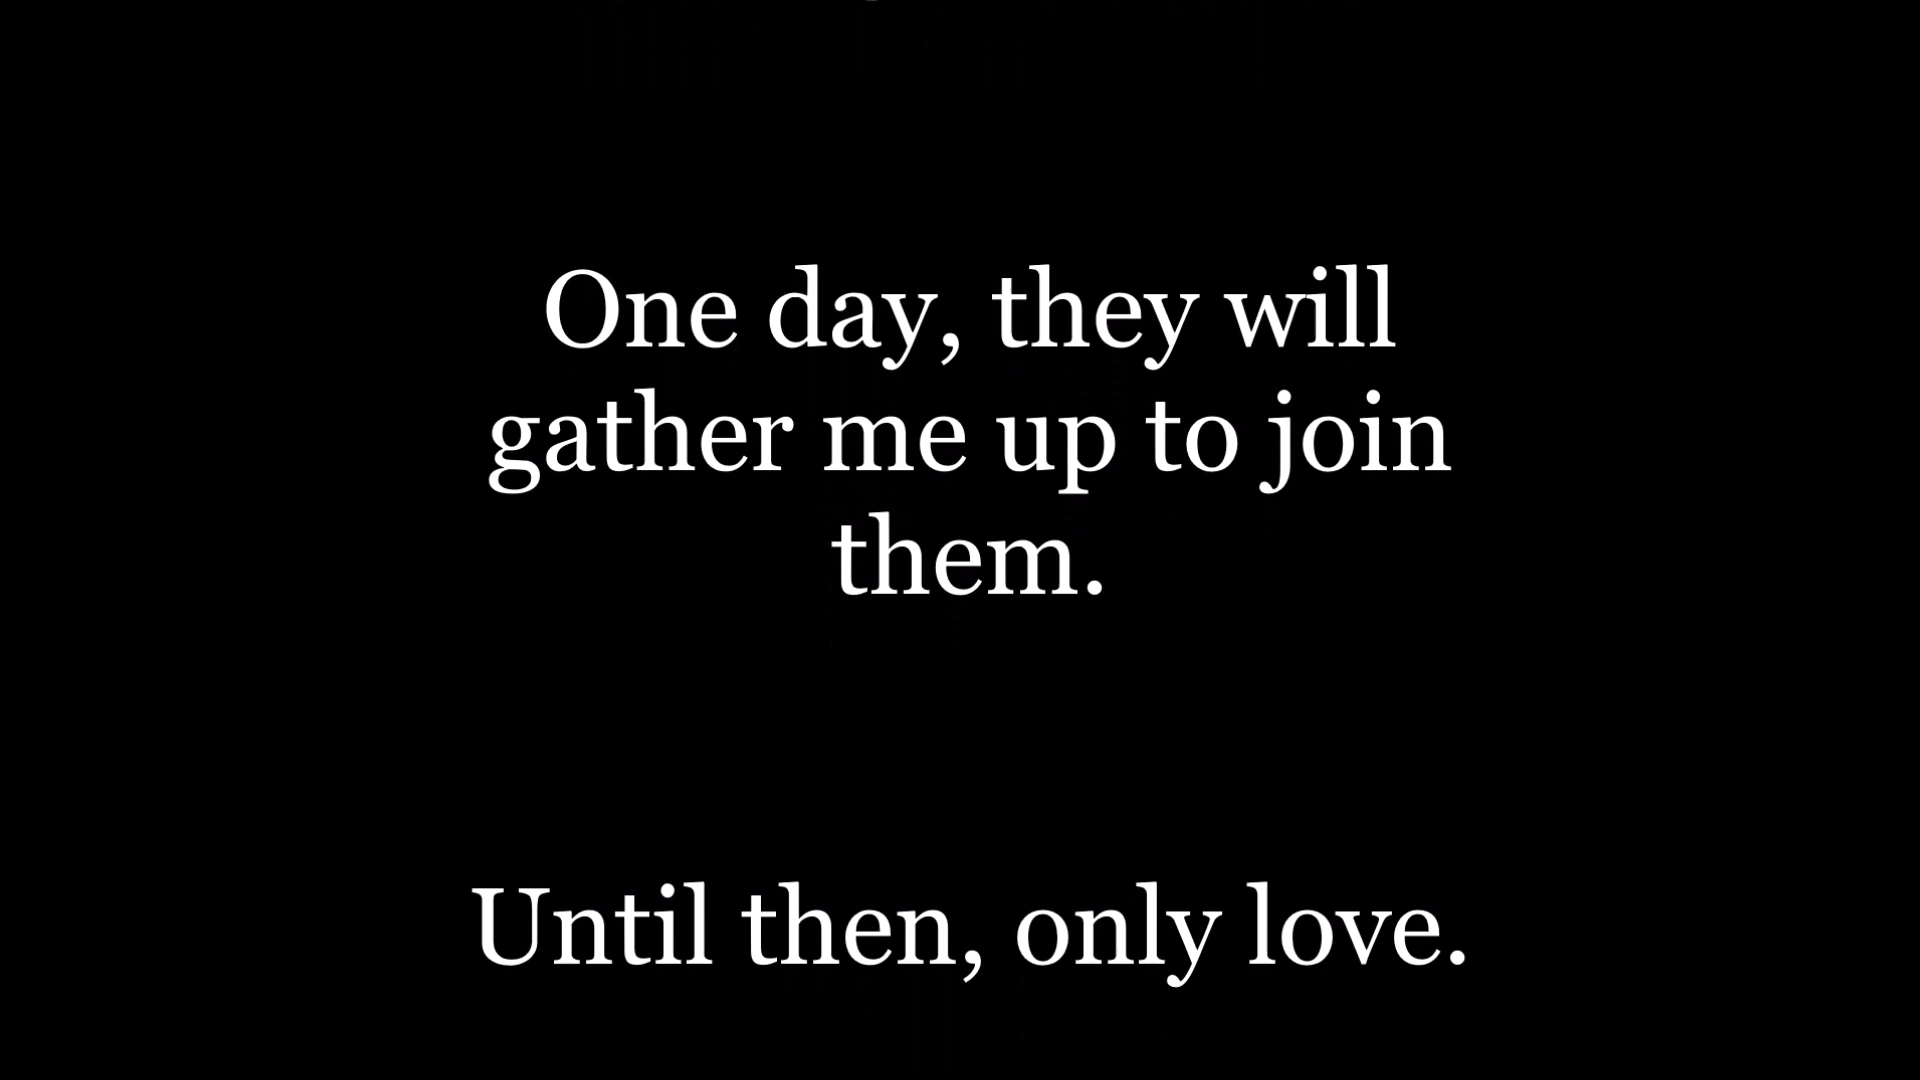 One day, they will
gather me up to join
them.
Until then, only love.